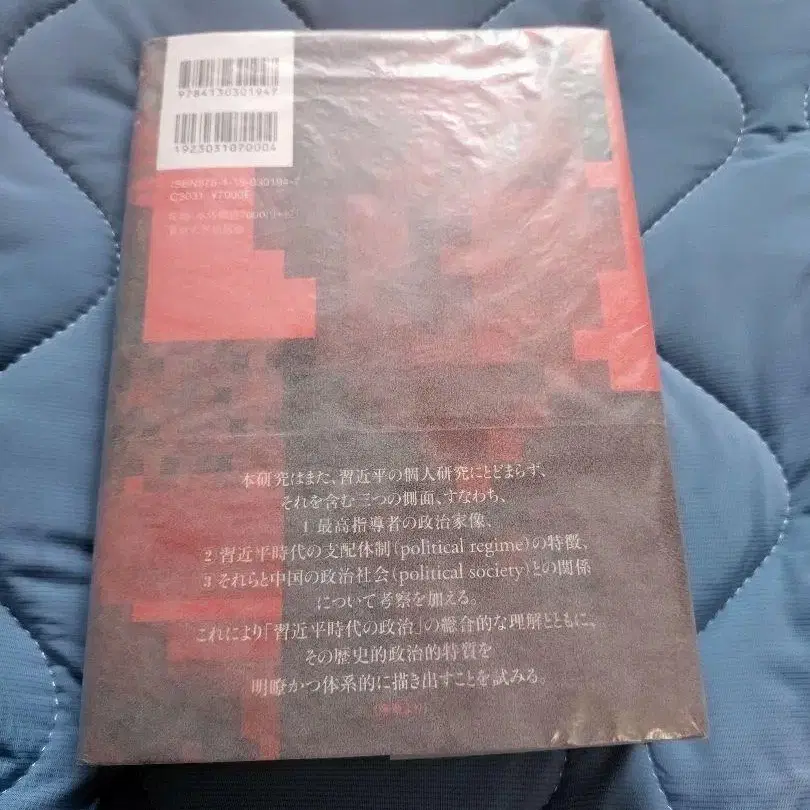 9784130301947
1923031070004
ISBN978-4-13-030194-7
C3031 ¥7000E
本研究はまた、習近平の個人研究にとどまらず、
それを含む三つの側面、すなわち、
1 最高指導者の政治家像、
2 習近平時代の支配体制(political regime)の特徴、
3 それらと中国の政治社会(political society)との関係
について考察を加える。
これにより「習近平時代の政治」の総合的な理解とともに、
その歴史的政治的特質を
明瞭かつ体系的に描き出すことを試みる。